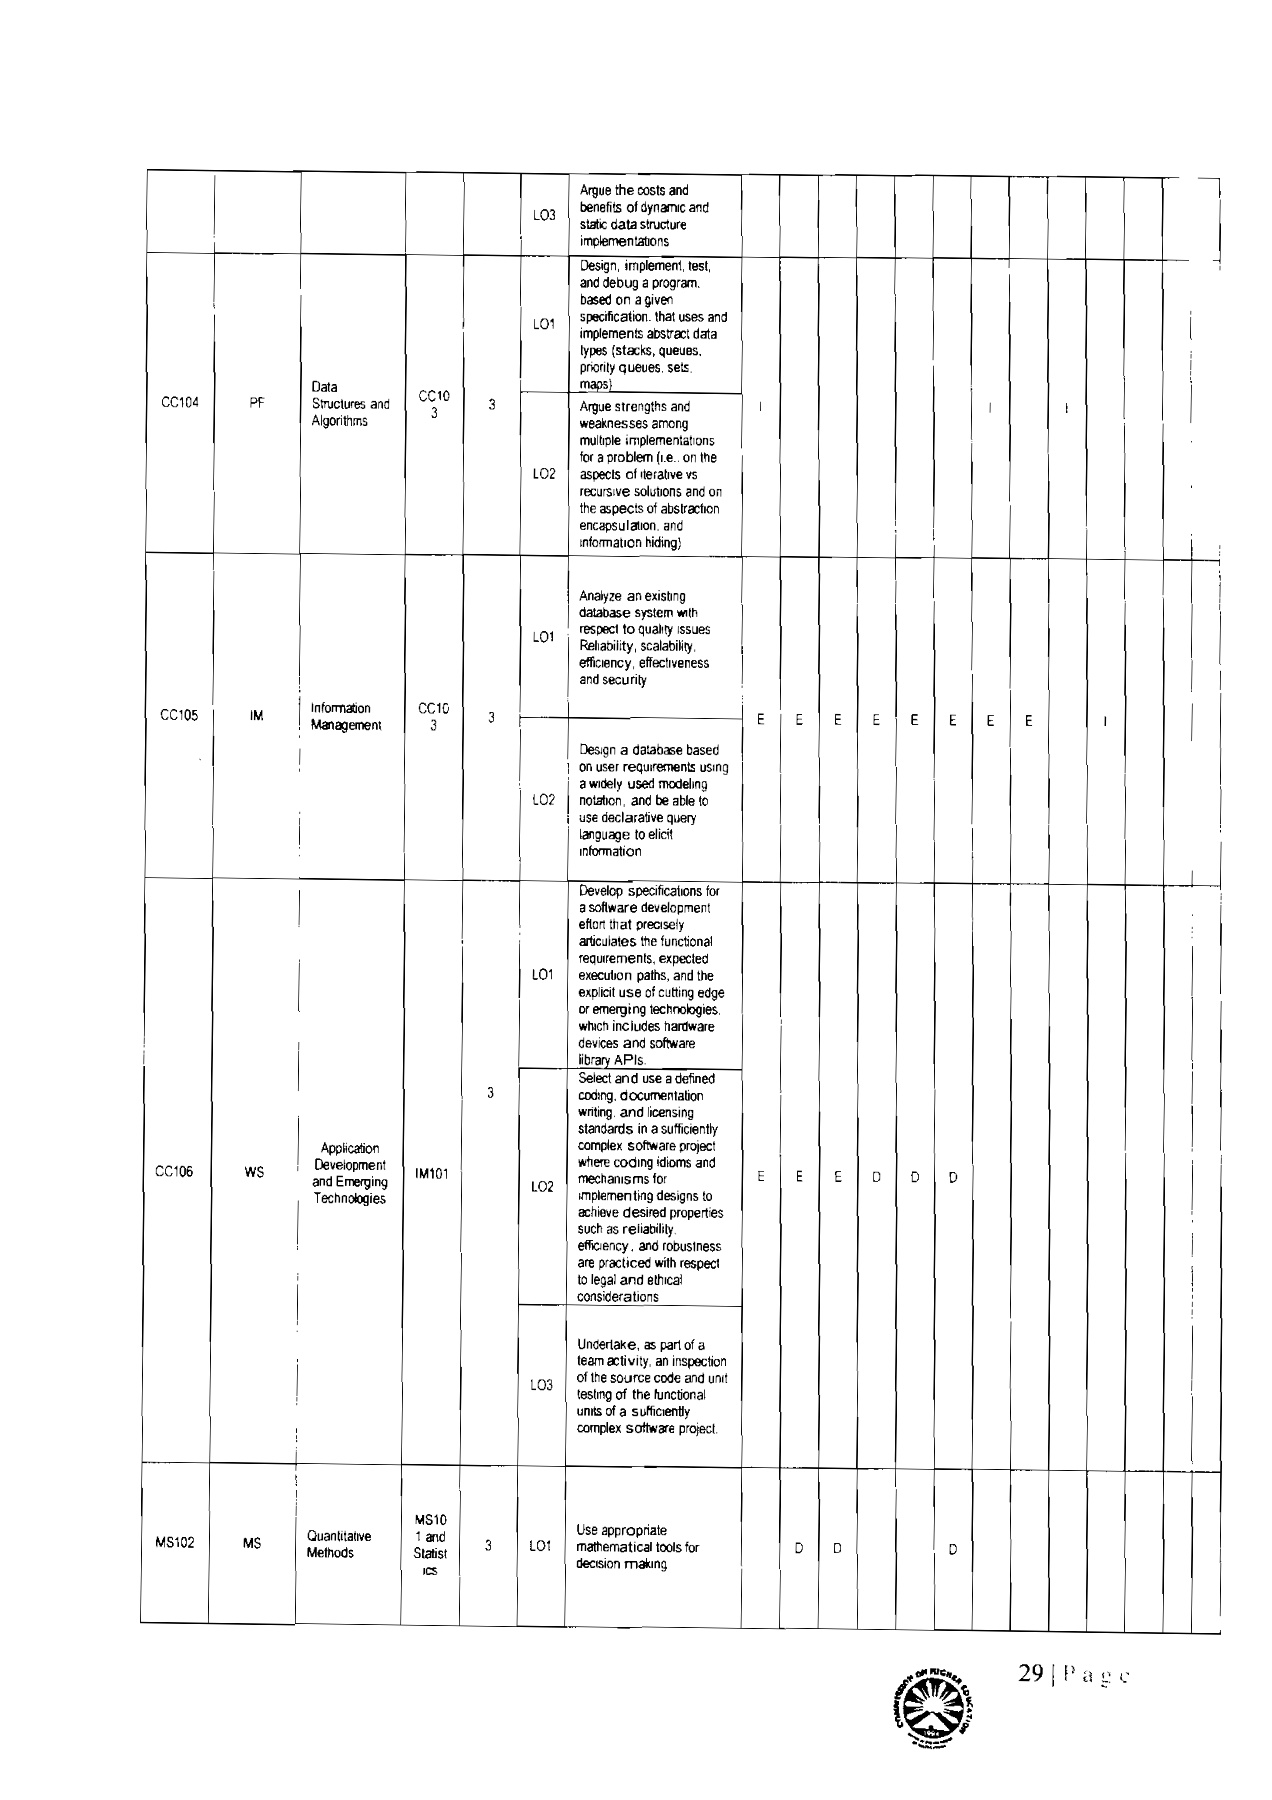 LO3
Argue the costs and
benefits of dynamic and
static data structure
implementations
CC104
PF
Data
Structures and
Algorithms
CC10
3
3
LO1
Design, implement, test,
and debug a program.
based on a given
specification. that uses and
implements abstract data
types (stacks, queues,
priority queues, sets,
maps)
LO2
Argue strengths and
weaknesses among
multiple implementations
for a problem (i.e.. on the
aspects of iterative vs
recursive solutions and on
the aspects of abstraction
encapsulation, and
information hiding)
I I I
CC105
IM
Information
Management
CC10
3
3
LO1
Analyze an existing
database system with
respect to quality issues
Reliability, scalability,
efficiency, effectiveness
and security
LO2
Design a database based
on user requirements using
a widely used modeling
notation, and be able to
use declarative query
language to elicit
information
E E E E E E E E I
CC106
WS
Application
Development
and Emerging
Technologies
IM101
3
LO1
Develop specifications for
a software development
effort that precisely
articulates the functional
requirements, expected
execution paths, and the
explicit use of cutting edge
or emerging technologies,
which includes hardware
devices and software
library APIs.
LO2
Select and use a defined
coding, documentation
writing, and licensing
standards in a sufficiently
complex software project
where coding idioms and
mechanisms for
implementing designs to
achieve desired properties
such as reliability,
efficiency, and robustness
are practiced with respect
to legal and ethical
considerations
LO3
Undertake, as part of a
team activity, an inspection
of the source code and unit
testing of the functional
units of a sufficiently
complex software project.
E E E D D D
MS102
MS
Quantitative
Methods
MS10
1 and
Statist
ics
3
LO1
Use appropriate
mathematical tools for
decision making
D D D
29 | Page
COMMISSION ON HIGHER EDUCATION